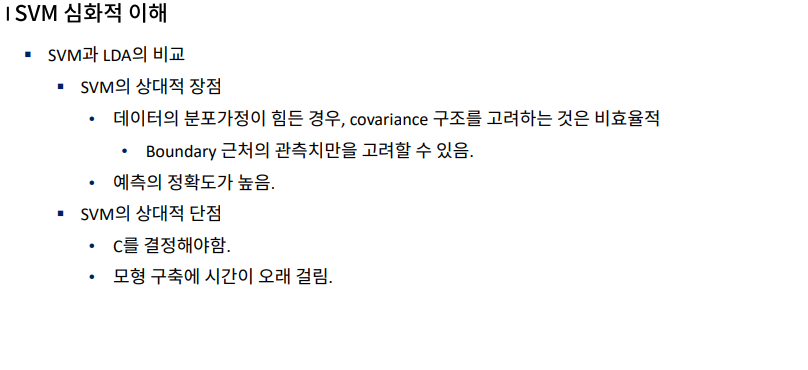 | SVM 심화적 이해
▪ SVM과 LDA의 비교
▪ SVM의 상대적 장점
• 데이터의 분포가정이 힘든 경우, covariance 구조를 고려하는 것은 비효율적
• Boundary 근처의 관측치만을 고려할 수 있음.
• 예측의 정확도가 높음.
▪ SVM의 상대적 단점
• C를 결정해야함.
• 모형 구축에 시간이 오래 걸림.